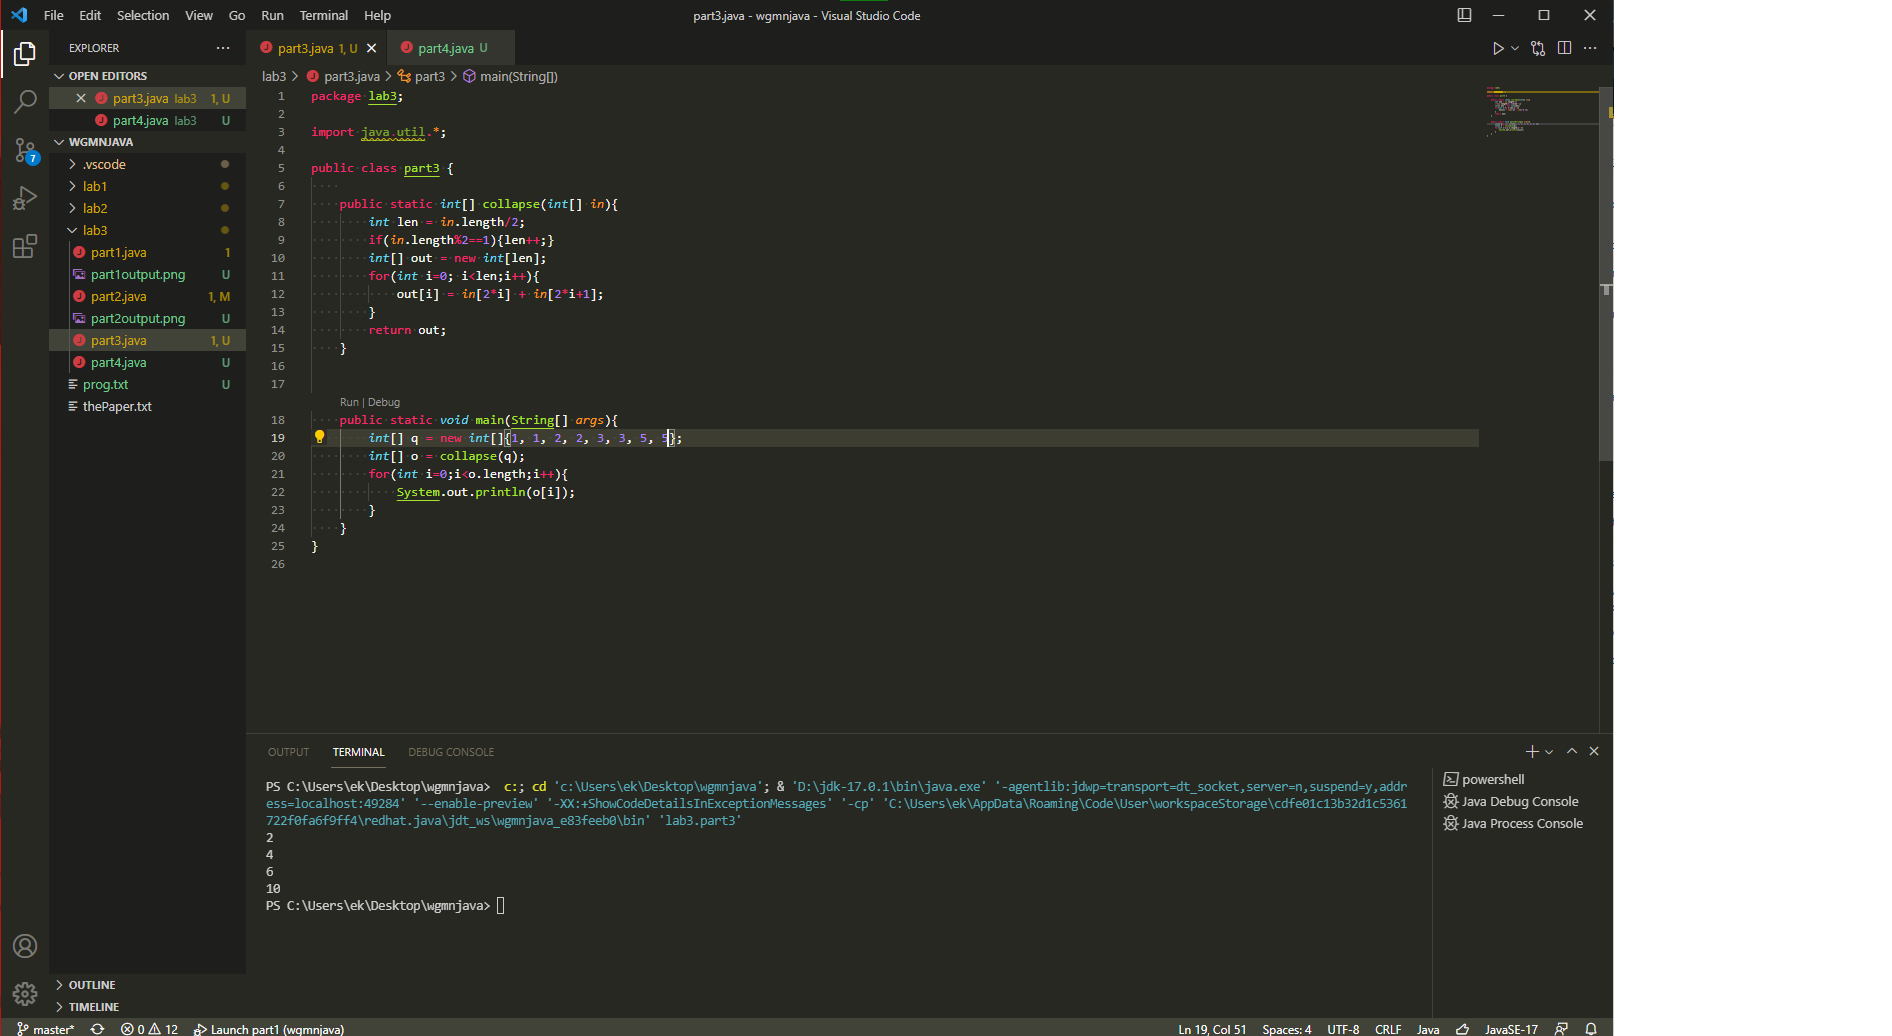 File Edit Selection View Go Run Terminal Help
part3.java - wgmnjava - Visual Studio Code
EXPLORER
OPEN EDITORS
part3.java lab3 1, U
part4.java lab3 U
WGMNJAVA
.vscode
lab1
lab2
lab3
part1.java 1
part1output.png U
part2.java 1, M
part2output.png U
part3.java 1, U
part4.java U
prog.txt U
thePaper.txt
OUTLINE
TIMELINE
7
part3.java 1, U
part4.java U
lab3 > part3.java > part3 > main(String[])
1 package lab3;
2
3 import java.util.*;
4
5 public class part3 {
6
7 public static int[] collapse(int[] in){
8 int len = in.length/2;
9 if(in.length%2==1){len++;}
10 int[] out = new int[len];
11 for(int i=0; i<len;i++){
12 out[i] = in[2*i] + in[2*i+1];
13 }
14 return out;
15 }
16
17
Run | Debug
18 public static void main(String[] args){
19 int[] q = new int[]{1, 1, 2, 2, 3, 3, 5, 5};
20 int[] o = collapse(q);
21 for(int i=0;i<o.length;i++){
22 System.out.println(o[i]);
23 }
24 }
25 }
26
OUTPUT TERMINAL DEBUG CONSOLE
PS C:\Users\ek\Desktop\wgmnjava> c:; cd 'c:\Users\ek\Desktop\wgmnjava'; & 'D:\jdk-17.0.1\bin\java.exe' '-agentlib:jdwp=transport=dt_socket,server=n,suspend=y,addr
ess=localhost:49284' '--enable-preview' '-XX:+ShowCodeDetailsInExceptionMessages' '-cp' 'C:\Users\ek\AppData\Roaming\Code\User\workspaceStorage\cdfe01c13b32d1c5361
722f0fa6f9ff4\redhat.java\jdt_ws\wgmnjava_e83feeb0\bin' 'lab3.part3'
2
4
6
10
PS C:\Users\ek\Desktop\wgmnjava>
powershell
Java Debug Console
Java Process Console
master* 0 12 Launch part1 (wgmnjava)
Ln 19, Col 51 Spaces: 4 UTF-8 CRLF Java JavaSE-17